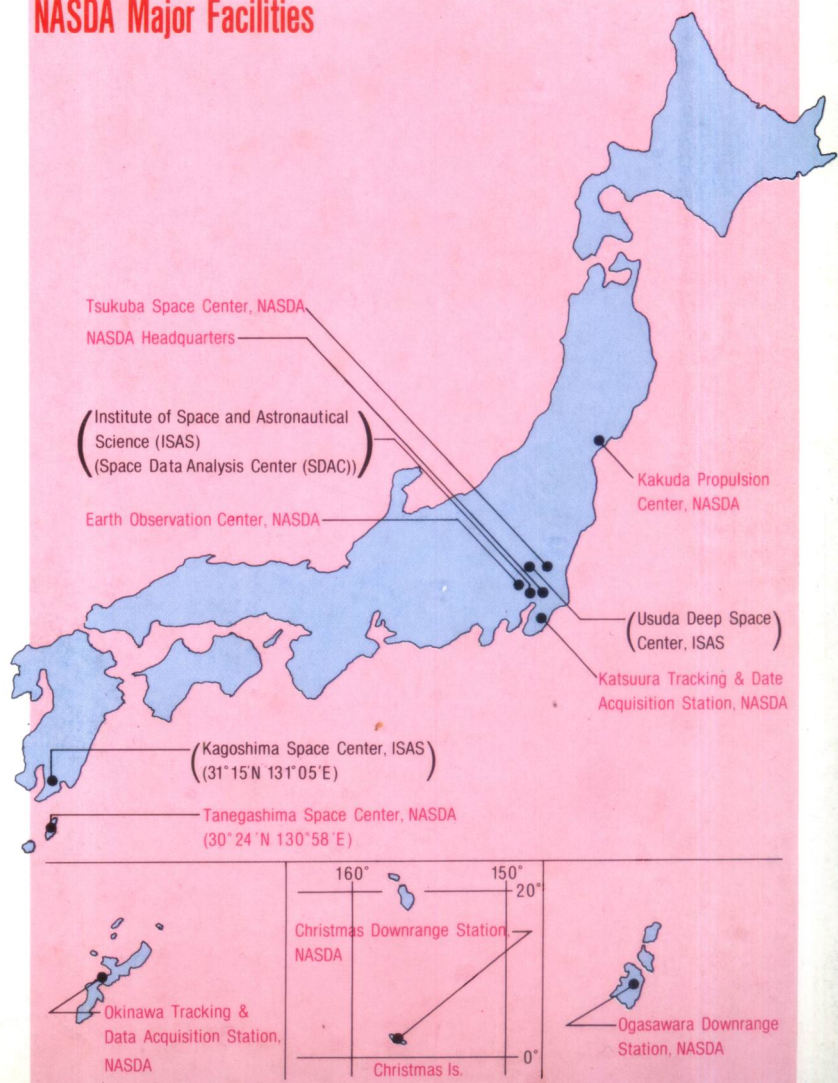 NASDA Major Facilities
Tsukuba Space Center, NASDA
NASDA Headquarters
(Institute of Space and Astronautical
Science (ISAS)
(Space Data Analysis Center (SDAC)))
Earth Observation Center, NASDA
Kakuda Propulsion
Center, NASDA
(Usuda Deep Space
Center, ISAS)
Katsuura Tracking & Date
Acquisition Station, NASDA
(Kagoshima Space Center, ISAS
(31°15′N 131°05′E))
Tanegashima Space Center, NASDA
(30°24′N 130°58′E)
160° 150°
20°
Christmas Downrange Station,
NASDA
0°
Christmas Is.
Okinawa Tracking &
Data Acquisition Station,
NASDA
Ogasawara Downrange
Station, NASDA